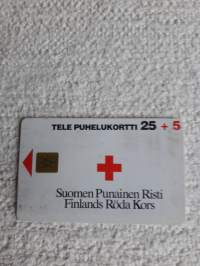 TELE PUHELUKORTTI 25 + 5
Suomen Punainen Risti
Finlands Röda Kors